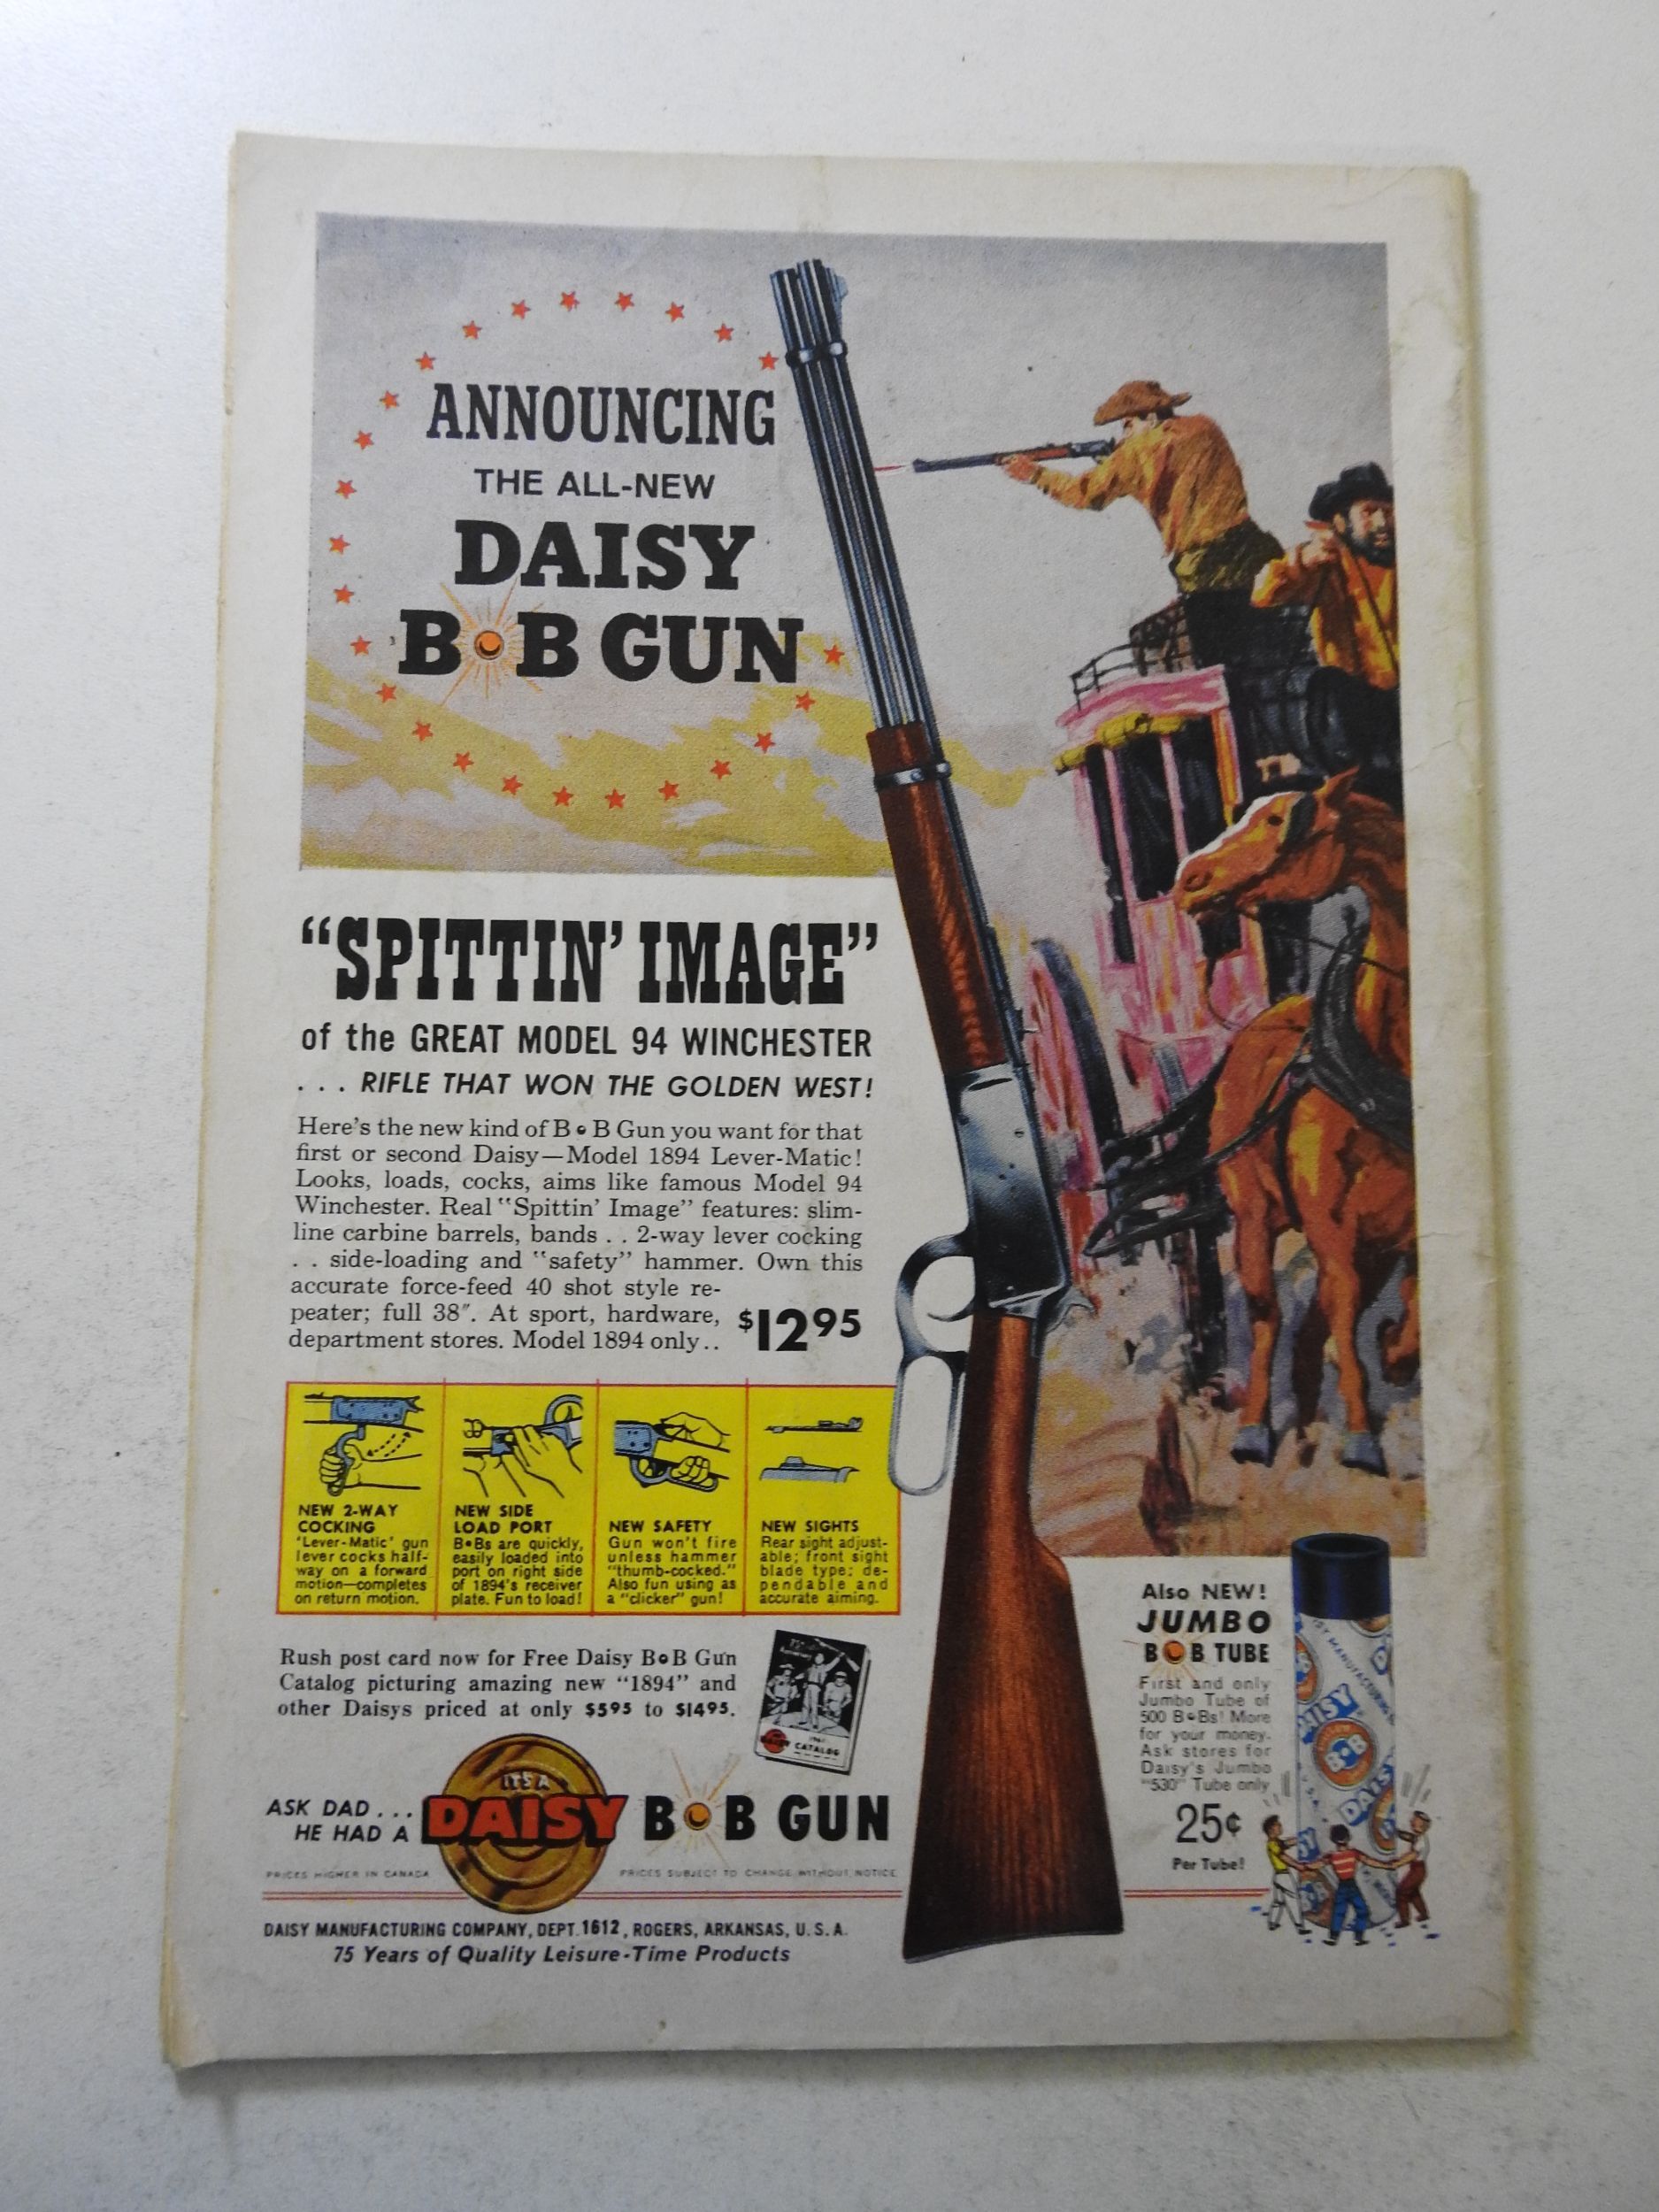 ANNOUNCING
THE ALL-NEW
DAISY
B•B GUN
“SPITTIN’ IMAGE”
of the GREAT MODEL 94 WINCHESTER
. . . RIFLE THAT WON THE GOLDEN WEST!
Here's the new kind of B•B Gun you want for that
first or second Daisy—Model 1894 Lever-Matic!
Looks, loads, cocks, aims like famous Model 94
Winchester. Real "Spittin' Image" features: slim-
line carbine barrels, bands . . 2-way lever cocking
. . side-loading and "safety" hammer. Own this
accurate force-feed 40 shot style re-
peater; full 38″. At sport, hardware,
department stores. Model 1894 only..
$12 95
NEW 2-WAY
COCKING
'Lever-Matic' gun
lever cocks half-
way on a forward
motion—completes
on return motion.
NEW SIDE
LOAD PORT
B•Bs are quickly,
easily loaded into
port on right side
of 1894's receiver
plate. Fun to load!
NEW SAFETY
Gun won't fire
unless hammer
"thumb-cocked."
Also fun using as
a "clicker" gun!
NEW SIGHTS
Rear sight adjust-
able; front sight
blade type; de-
pendable and
accurate aiming.
Rush post card now for Free Daisy B•B Gun
Catalog picturing amazing new "1894" and
other Daisys priced at only $5 95 to $14 95.
CATALOG
ASK DAD . . .
HE HAD A
IT'S A
DAISY B•B GUN
PRICES HIGHER IN CANADA
PRICES SUBJECT TO CHANGE WITHOUT NOTICE
DAISY MANUFACTURING COMPANY, DEPT. 1612, ROGERS, ARKANSAS, U. S. A.
75 Years of Quality Leisure-Time Products
Also NEW!
JUMBO
B•B TUBE
First and only
Jumbo Tube of
500 B•Bs! More
for your money.
Ask stores for
Daisy's Jumbo
"530" Tube only
25¢
Per Tube!
DAISY
B•B
DAISY